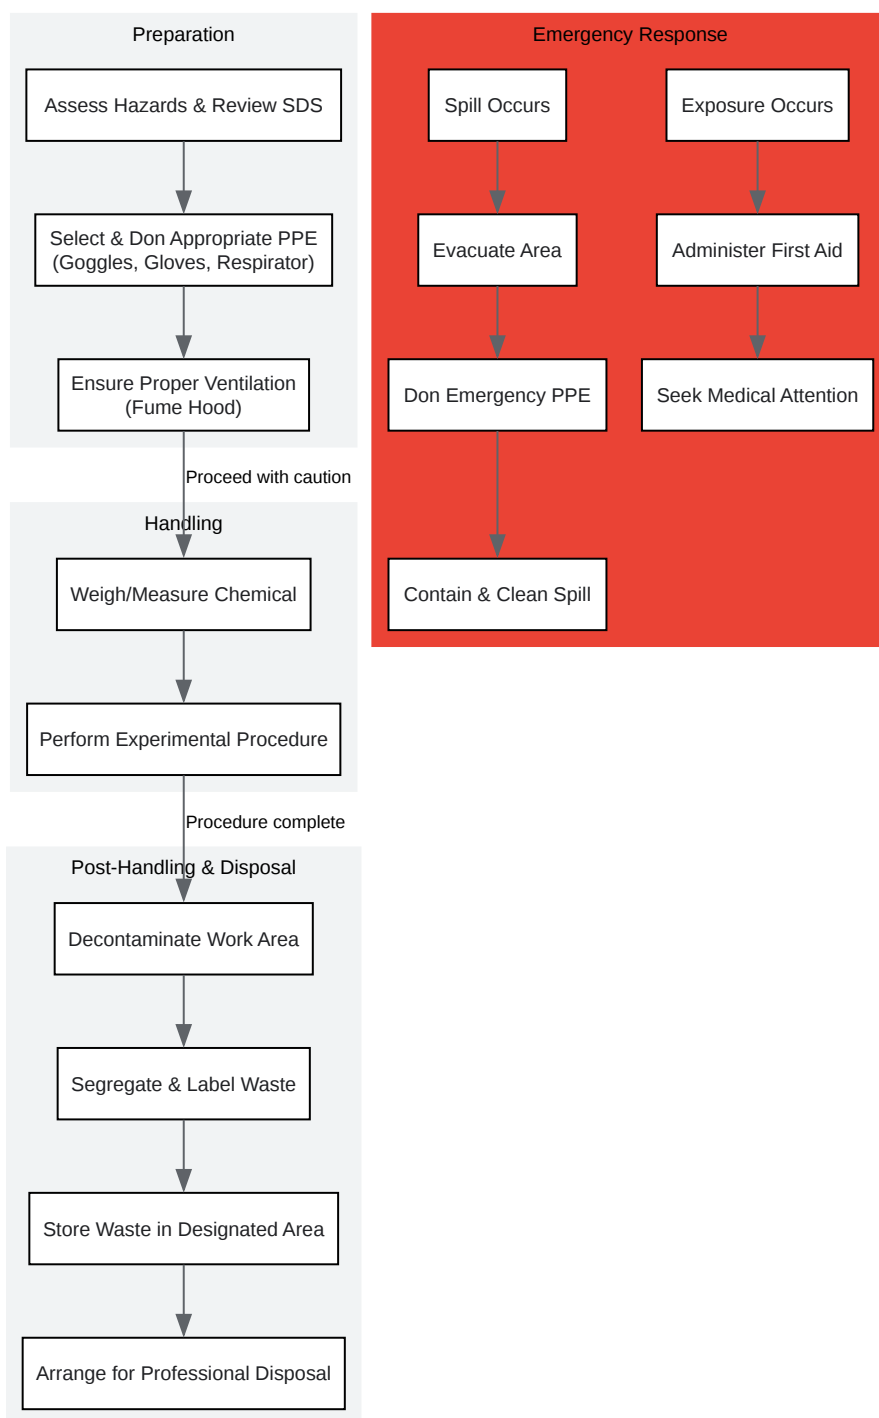 Preparation
Assess Hazards & Review SDS
Select & Don Appropriate PPE
(Goggles, Gloves, Respirator)
Ensure Proper Ventilation
(Fume Hood)
Proceed with caution
Handling
Weigh/Measure Chemical
Perform Experimental Procedure
Procedure complete
Post-Handling & Disposal
Decontaminate Work Area
Segregate & Label Waste
Store Waste in Designated Area
Arrange for Professional Disposal
Emergency Response
Spill Occurs
Evacuate Area
Don Emergency PPE
Contain & Clean Spill
Exposure Occurs
Administer First Aid
Seek Medical Attention